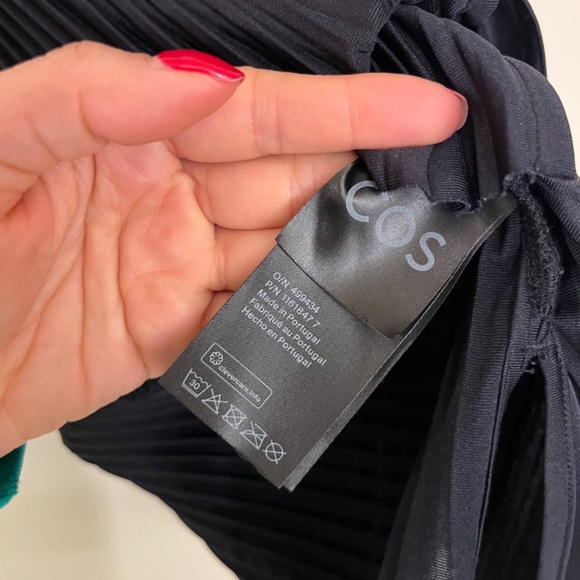 COS
O/N 499434
P/N 1161847 7
Made in Portugal
Fabriqué au Portugal
Hecho en Portugal
clevercare.info
30